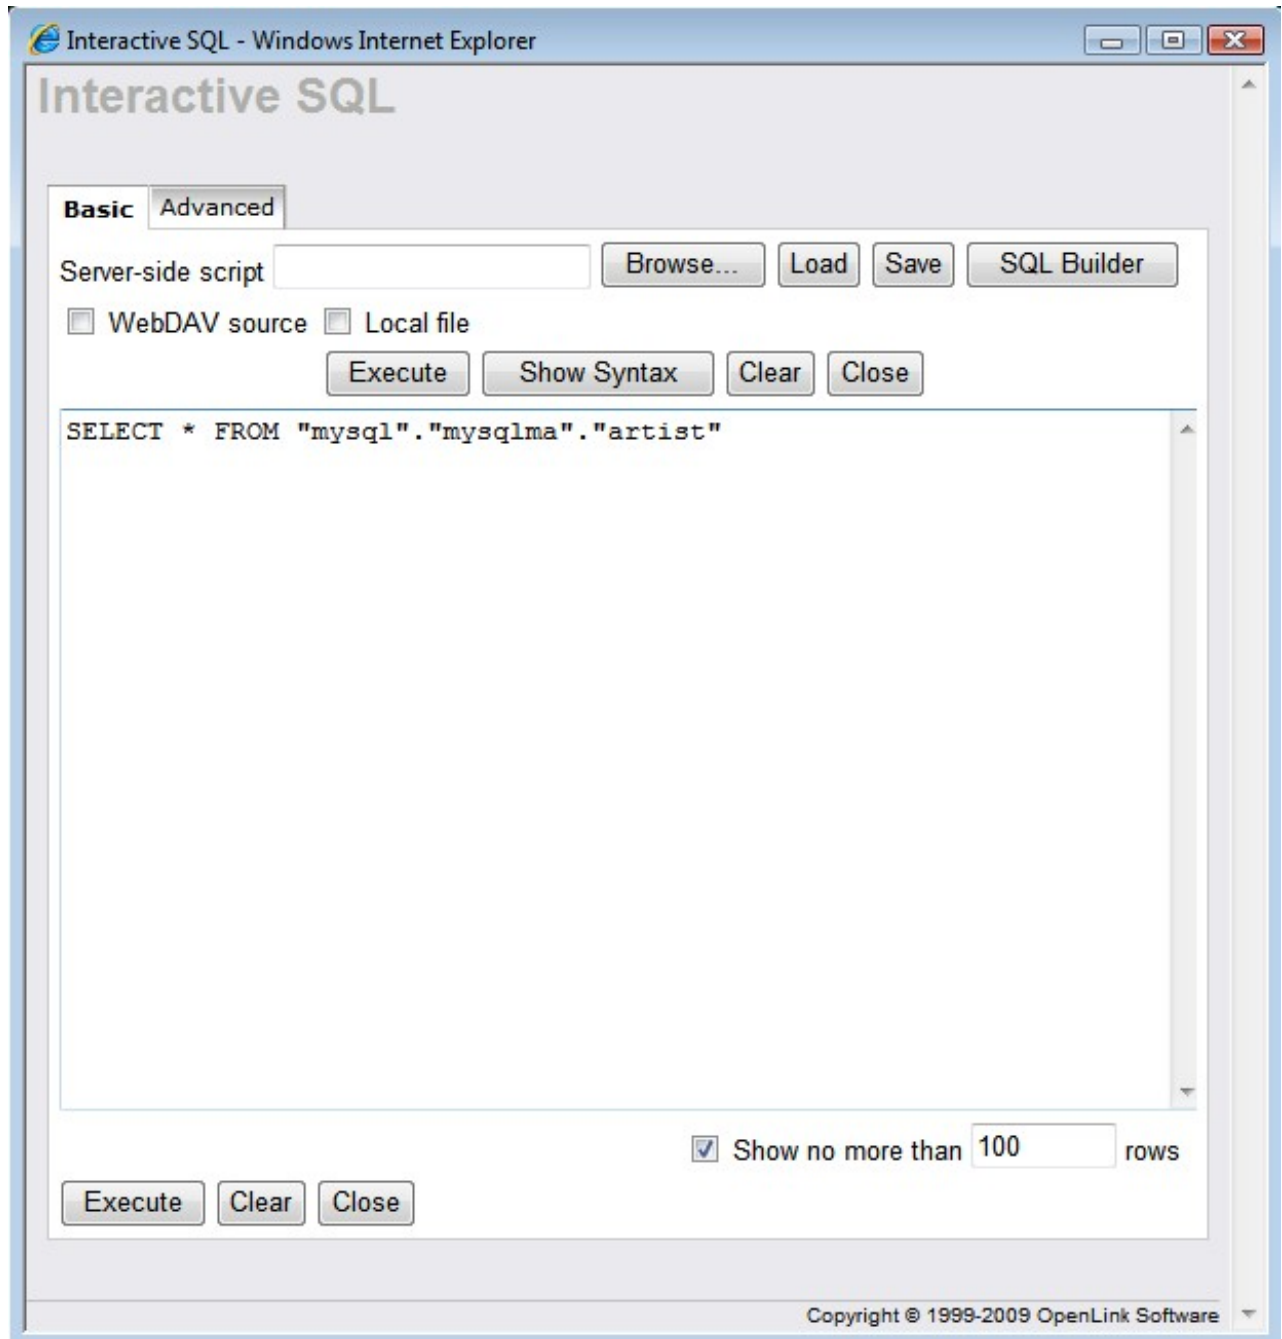 Interactive SQL - Windows Internet Explorer
Interactive SQL
Basic Advanced
Server-side script Browse... Load Save SQL Builder
WebDAV source Local file
Execute Show Syntax Clear Close
SELECT * FROM "mysql"."mysqlma"."artist"
Show no more than 100 rows
Execute Clear Close
Copyright © 1999-2009 OpenLink Software